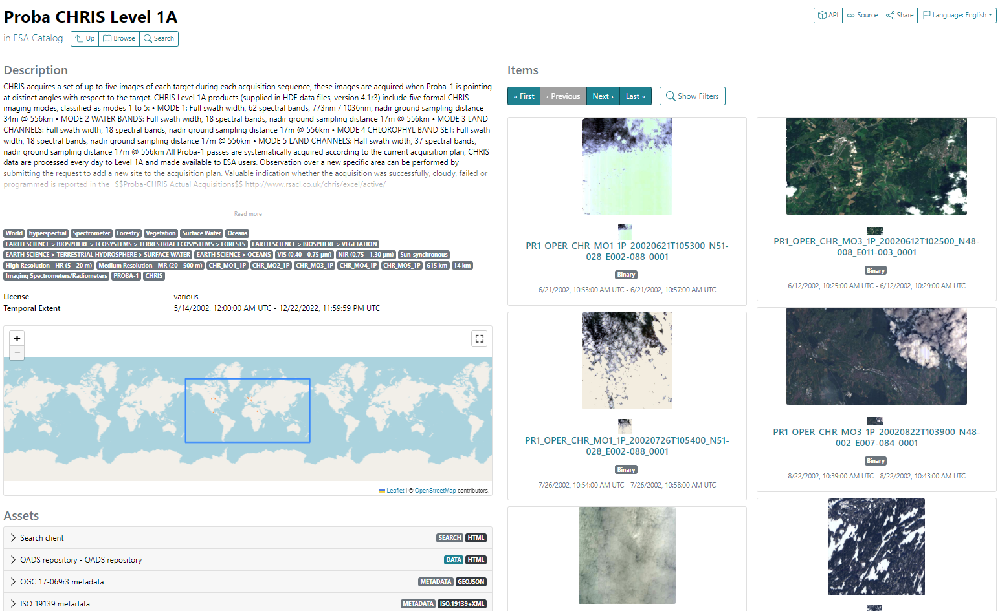 Proba CHRIS Level 1A
API
Source
Share
Language: English
in ESA Catalog
Up
Browse
Search
Description
CHRIS acquires a set of up to five images of each target during each acquisition sequence, these images are acquired when Proba-1 is pointing
at distinct angles with respect to the target. CHRIS Level 1A products (supplied in HDF data files, version 4.1r3) include five formal CHRIS
imaging modes, classified as modes 1 to 5: • MODE 1: Full swath width, 62 spectral bands, 773nm / 1036nm, nadir ground sampling distance
34m @ 556km • MODE 2 WATER BANDS: Full swath width, 18 spectral bands, nadir ground sampling distance 17m @ 556km • MODE 3 LAND
CHANNELS: Full swath width, 18 spectral bands, nadir ground sampling distance 17m @ 556km • MODE 4 CHLOROPHYL BAND SET: Full swath
width, 18 spectral bands, nadir ground sampling distance 17m @ 556km • MODE 5 LAND CHANNELS: Half swath width, 37 spectral bands,
nadir ground sampling distance 17m @ 556km All Proba-1 passes are systematically acquired according to the current acquisition plan, CHRIS
data are processed every day to Level 1A and made available to ESA users. Observation over a new specific area can be performed by
submitting the request to add a new site to the acquisition plan. Valuable indication whether the acquisition was successfully, cloudy, failed or
programmed is reported in the _$$Proba-CHRIS Actual Acquisitions$$ http://www.rsacl.co.uk/chris/excel/active/
Read more
World hyperspectral Spectrometer Forestry Vegetation Surface Water Oceans
EARTH SCIENCE > BIOSPHERE > ECOSYSTEMS > TERRESTRIAL ECOSYSTEMS > FORESTS EARTH SCIENCE > BIOSPHERE > VEGETATION
EARTH SCIENCE > TERRESTRIAL HYDROSPHERE > SURFACE WATER EARTH SCIENCE > OCEANS VIS (0.40 - 0.75 µm) NIR (0.75 - 1.30 µm) Sun-synchronous
High Resolution - HR (5 - 20 m) Medium Resolution - MR (20 - 500 m) CHR_MO1_1P CHR_MO2_1P CHR_MO3_1P CHR_MO4_1P CHR_MO5_1P 615 km 14 km
Imaging Spectrometers/Radiometers PROBA-1 CHRIS
License various
Temporal Extent 5/14/2002, 12:00:00 AM UTC - 12/22/2022, 11:59:59 PM UTC
+
−
Leaflet | © OpenStreetMap contributors.
Assets
Search client SEARCH HTML
OADS repository - OADS repository DATA HTML
OGC 17-069r3 metadata METADATA GEOJSON
ISO 19139 metadata METADATA ISO.19139+XML
Items
« First
‹ Previous
Next ›
Last »
Show Filters
PR1_OPER_CHR_MO1_1P_20020621T105300_N51-
028_E002-088_0001
Binary
6/21/2002, 10:53:00 AM UTC - 6/21/2002, 10:57:00 AM UTC
PR1_OPER_CHR_MO3_1P_20020612T102500_N48-
008_E011-003_0001
Binary
6/12/2002, 10:25:00 AM UTC - 6/12/2002, 10:29:00 AM UTC
PR1_OPER_CHR_MO1_1P_20020726T105400_N51-
028_E002-088_0001
Binary
7/26/2002, 10:54:00 AM UTC - 7/26/2002, 10:58:00 AM UTC
PR1_OPER_CHR_MO3_1P_20020822T103900_N48-
002_E007-084_0001
Binary
8/22/2002, 10:39:00 AM UTC - 8/22/2002, 10:43:00 AM UTC